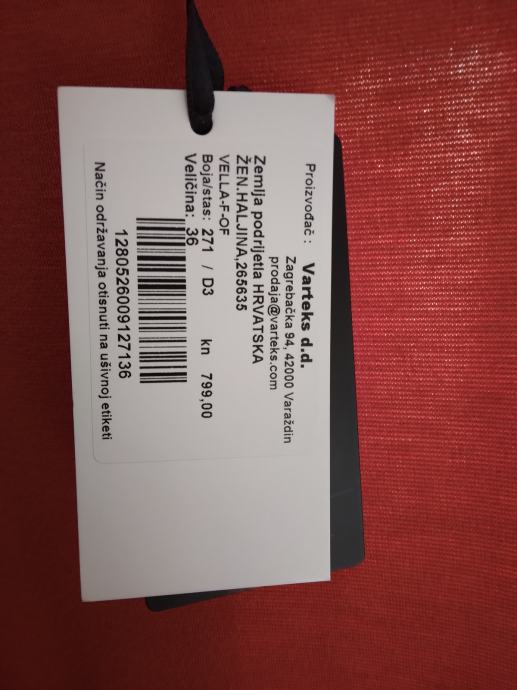 Proizvođač : Varteks d.d.
Zagrebačka 94, 42000 Varaždin
prodaja@varteks.com
Zemlja podrijetla HRVATSKA
ŽEN.HALJINA,265635
VELLA-F-OF
Boja/stas: 271 / D3 kn 799,00
Veličina: 36
1280526009127136
Način održavanja otisnuti na ušivnoj etiketi